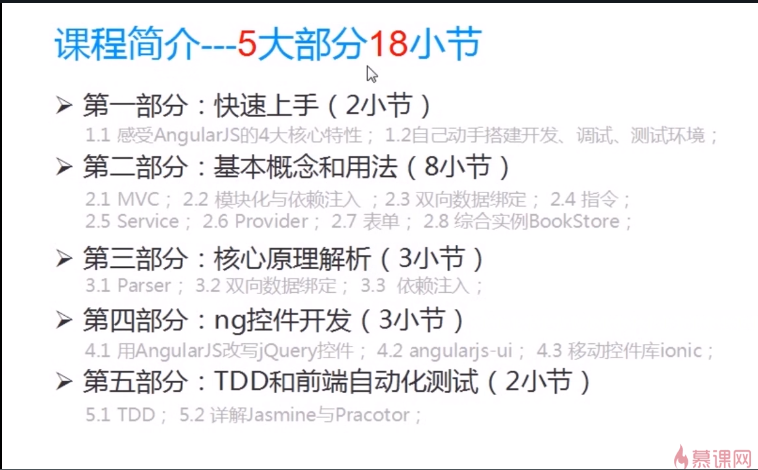 课程简介---5大部分18小节
➢ 第一部分：快速上手（2小节）
1.1 感受AngularJS的4大核心特性； 1.2自己动手搭建开发、调试、测试环境；
➢ 第二部分：基本概念和用法（8小节）
2.1 MVC； 2.2 模块化与依赖注入 ；2.3 双向数据绑定； 2.4 指令；
2.5 Service； 2.6 Provider； 2.7 表单； 2.8 综合实例BookStore；
➢ 第三部分：核心原理解析（3小节）
3.1 Parser； 3.2 双向数据绑定； 3.3 依赖注入；
➢ 第四部分：ng控件开发（3小节）
4.1 用AngularJS改写jQuery控件； 4.2 angularjs-ui； 4.3 移动控件库ionic；
➢ 第五部分：TDD和前端自动化测试（2小节）
5.1 TDD； 5.2 详解Jasmine与Pracotor；
慕课网